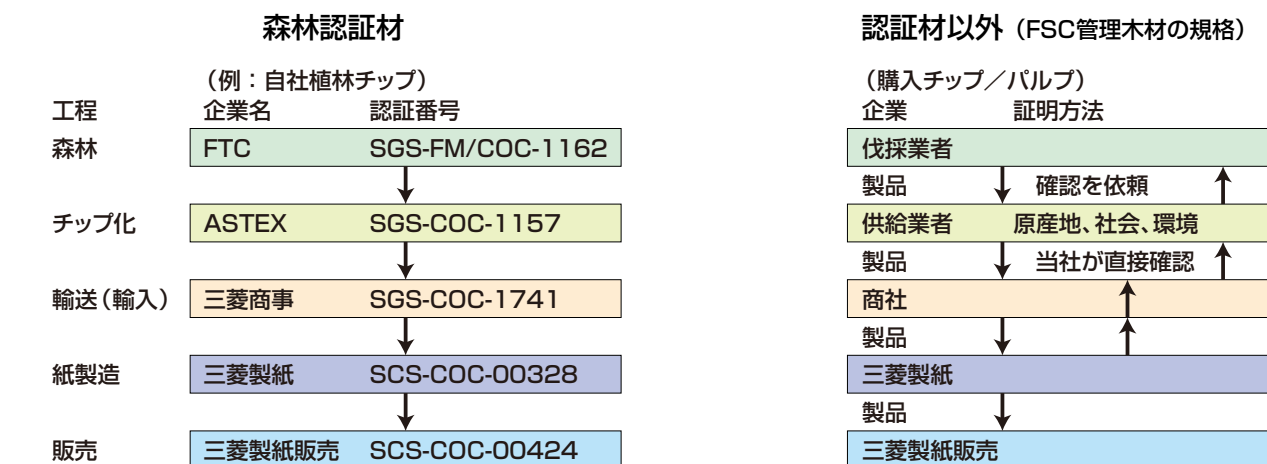 森林認証材
（例：自社植林チップ）
工程 企業名 認証番号
森林 FTC SGS-FM/COC-1162
チップ化 ASTEX SGS-COC-1157
輸送（輸入） 三菱商事 SGS-COC-1741
紙製造 三菱製紙 SCS-COC-00328
販売 三菱製紙販売 SCS-COC-00424
認証材以外（FSC管理木材の規格）
（購入チップ／パルプ）
企業 証明方法
伐採業者
製品 確認を依頼
供給業者 原産地、社会、環境
製品 当社が直接確認
商社
製品
三菱製紙
製品
三菱製紙販売